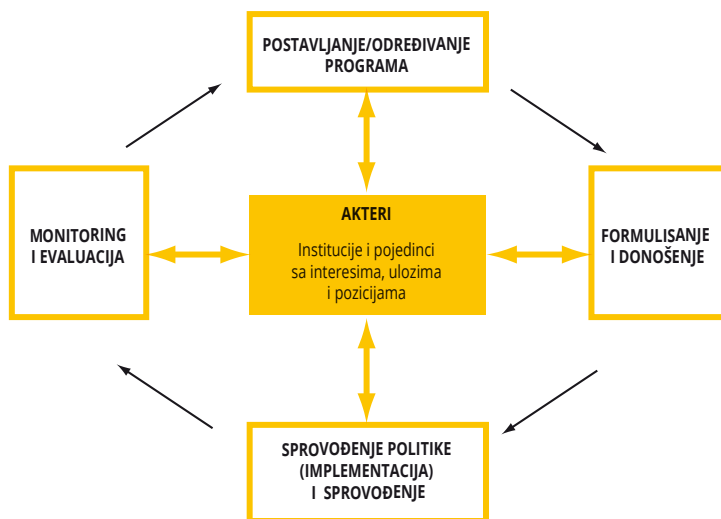 POSTAVLJANJE/ODREĐIVANJE
PROGRAMA
MONITORING
I EVALUACIJA
AKTERI
Institucije i pojedinci
sa interesima, ulozima
i pozicijama
FORMULISANJE
I DONOŠENJE
SPROVOĐENJE POLITIKE
(IMPLEMENTACIJA)
I SPROVOĐENJE